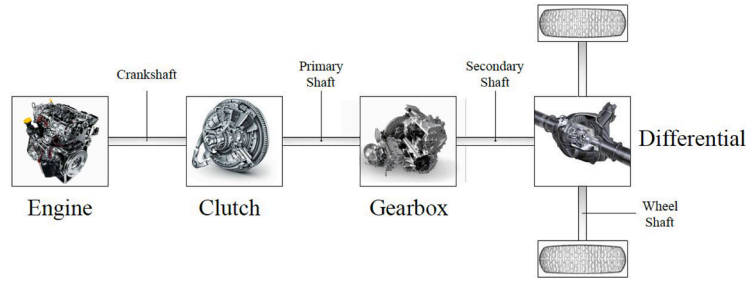 Crankshaft
Primary
Shaft
Secondary
Shaft
Engine
Clutch
Gearbox
Differential
Wheel
Shaft